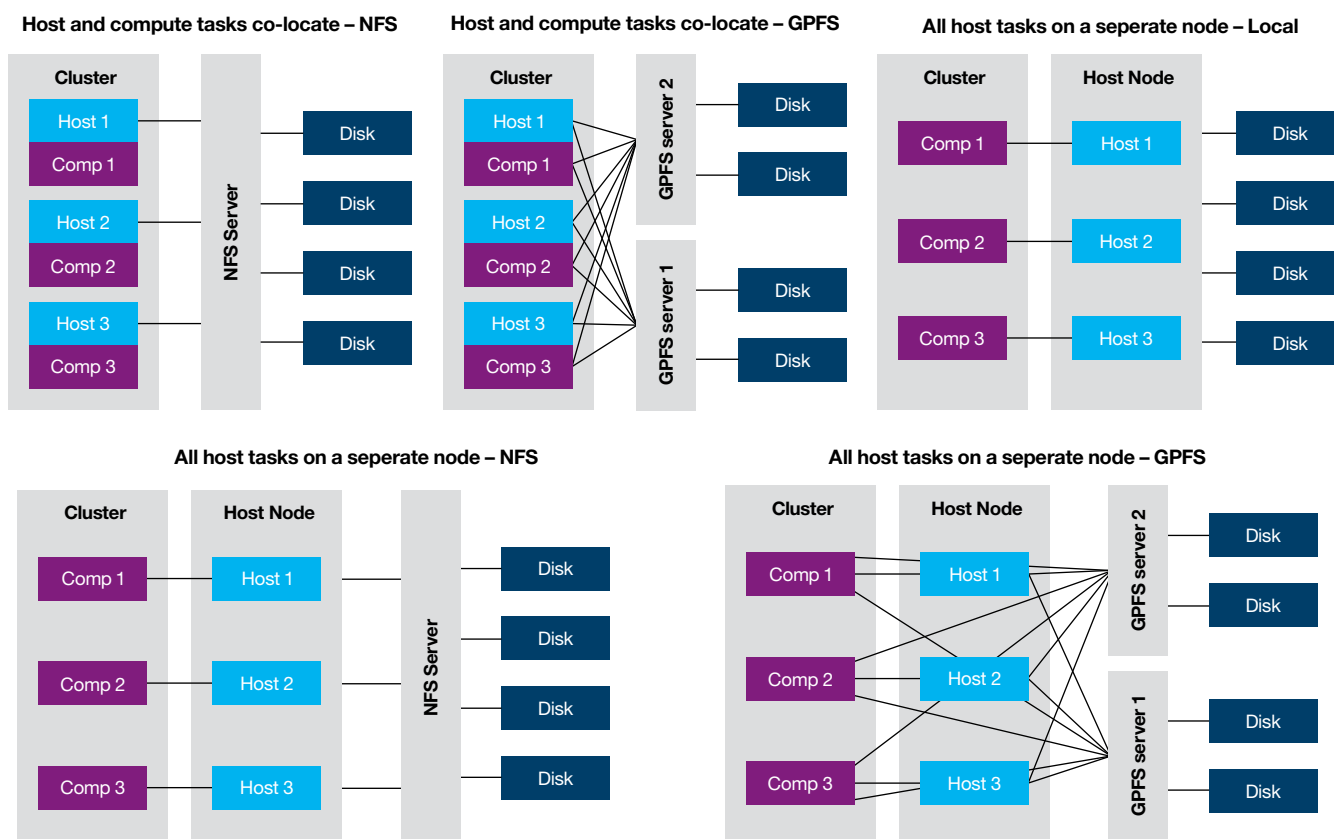 Host and compute tasks co-locate – NFS
Cluster
Host 1
Comp 1
Host 2
Comp 2
Host 3
Comp 3
NFS Server
Disk
Disk
Disk
Disk
Host and compute tasks co-locate – GPFS
Cluster
Host 1
Comp 1
Host 2
Comp 2
Host 3
Comp 3
GPFS server 2
GPFS server 1
Disk
Disk
Disk
Disk
All host tasks on a seperate node – Local
Cluster
Comp 1
Comp 2
Comp 3
Host Node
Host 1
Host 2
Host 3
Disk
Disk
Disk
Disk
All host tasks on a seperate node – NFS
Cluster
Comp 1
Comp 2
Comp 3
Host Node
Host 1
Host 2
Host 3
NFS Server
Disk
Disk
Disk
Disk
All host tasks on a seperate node – GPFS
Cluster
Comp 1
Comp 2
Comp 3
Host Node
Host 1
Host 2
Host 3
GPFS server 2
GPFS server 1
Disk
Disk
Disk
Disk